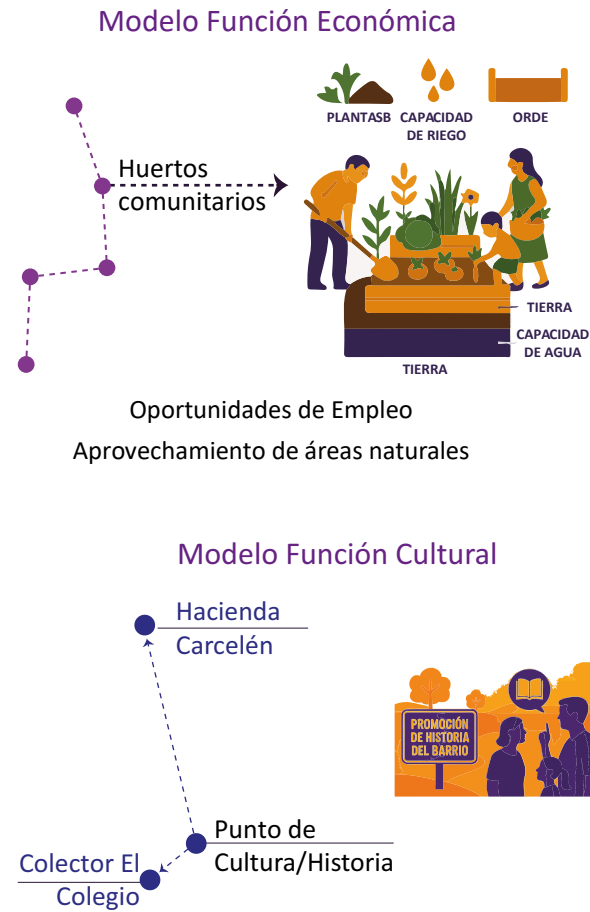 Modelo Función Económica
PLANTASB
CAPACIDAD
DE RIEGO
ORDE
Huertos
comunitarios
TIERRA
CAPACIDAD
DE AGUA
TIERRA
Oportunidades de Empleo
Aprovechamiento de áreas naturales
Modelo Función Cultural
Hacienda
Carcelén
PROMOCIÓN
DE HISTORIA
DEL BARRIO
Punto de
Cultura/Historia
Colector El
Colegio